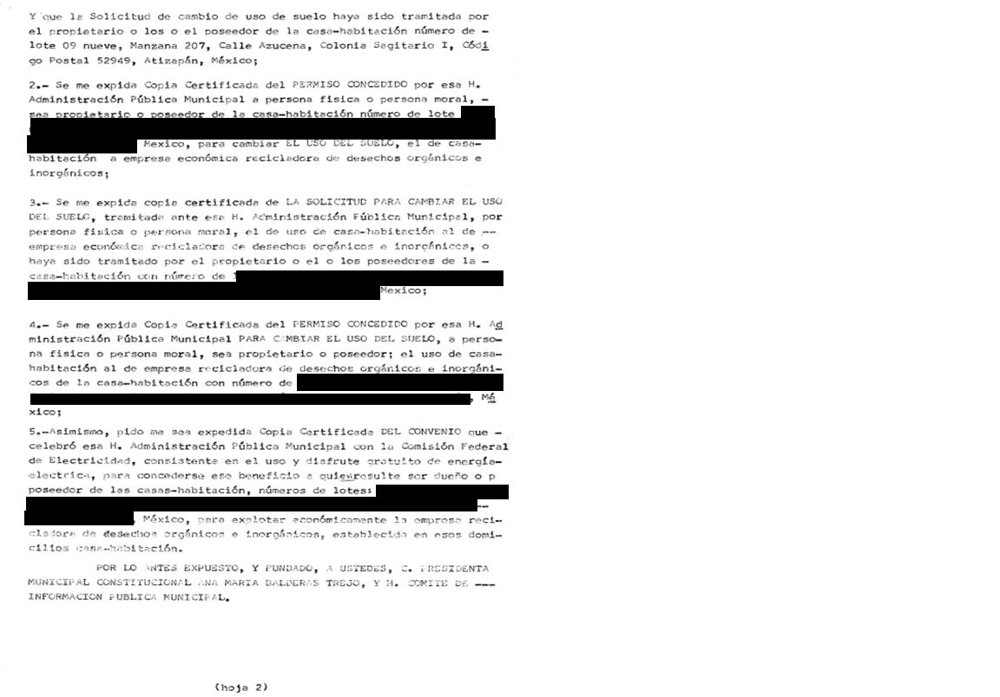 Y que la Solicitud de cambio de uso de suelo haya sido tramitada por
el propietario o los o el poseedor de la casa-habitación número de -
lote 09 nueve, Manzana 207, Calle Azucena, Colonia Sagitario I, Códi
go Postal 52949, Atizapán, México;
2.- Se me expida Copia Certificada del PERMISO CONCEDIDO por esa H.
Administración Pública Municipal a persona fisica o persona moral, -
sea propietario o poseedor de la casa-habitación número de lote
Mexico, para cambiar EL USO DEL SUELO, el de casa-
habitación a empresa económica recicladora de desechos orgánicos e
inorgánicos;
3.- Se me expida copia certificada de LA SOLICITUD PARA CAMBIAR EL USO
DEL SUELO, tramitada ante esa H. Administración Pública Municipal, por
persona fisica o persona moral, el de uso de casa-habitación al de --
empresa económica recicladora de desechos orgánicos e inorgánicos, o
haya sido tramitado por el propietario o el o los poseedores de la -
casa-habitación con número de
Mexico;
4.- Se me expida Copia Certificada del PERMISO CONCEDIDO por esa H. Ad
ministración Pública Municipal PARA CAMBIAR EL USO DEL SUELO, a perso-
na fisica o persona moral, sea propietario o poseedor; el uso de casa-
habitación al de empresa recicladora de desechos orgánicos e inorgáni-
cos de la casa-habitación con número de
, Mé
xico;
5.-Asimismo, pido me sea expedida Copia Certificada DEL CONVENIO que -
celebró esa H. Administración Pública Municipal con la Comisión Federal
de Electricidad, consistente en el uso y disfrute gratuito de energía-
electrica, para concederse ese beneficio a quien resulte ser dueño o p
poseedor de las casas-habitación, números de lotes:
--
, México, para explotar económicamente la empresa reci-
cladora de desechos orgánicos e inorgánicos, establecida en esos domi-
cilios casa-habitación.
POR LO ANTES EXPUESTO, Y FUNDADO, A USTEDES, C. PRESIDENTA
MUNICIPAL CONSTITUCIONAL ANA MARIA BALDERAS TREJO, Y H. COMITE DE ---
INFORMACION PUBLICA MUNICIPAL.
(hoja 2)